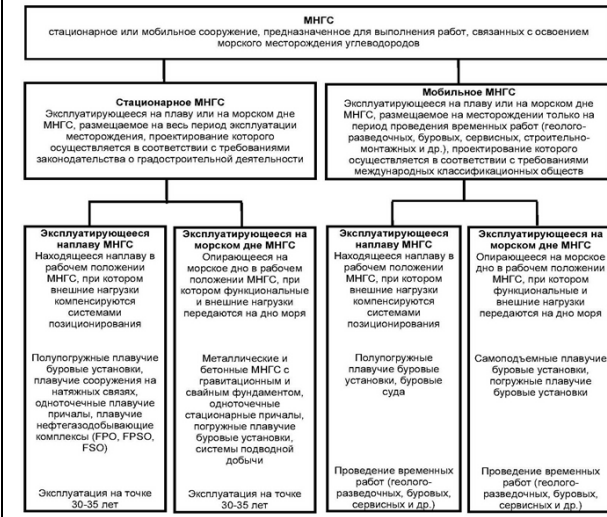 МНГС
стационарное или мобильное сооружение, предназначенное для выполнения работ, связанных с освоением
морского месторождения углеводородов
Стационарное МНГС
Эксплуатирующееся на плаву или на морском дне
МНГС, размещаемое на весь период эксплуатации
месторождения, проектирование которого
осуществляется в соответствии с требованиями
законодательства о градостроительной деятельности
Мобильное МНГС
Эксплуатирующееся на плаву или на морском дне
МНГС, размещаемое на месторождении только на
период проведения временных работ (геолого-
разведочных, буровых, сервисных, строительно-
монтажных и др.), проектирование которого
осуществляется в соответствии с требованиями
международных классификационных обществ
Эксплуатирующееся
наплаву МНГС
Находящееся наплаву в
рабочем положении
МНГС, при котором
внешние нагрузки
компенсируются
системами
позиционирования
Полупогружные плавучие
буровые установки,
плавучие сооружения на
натяжных связях,
одноточечные плавучие
причалы, плавучие
нефтегазодобывающие
комплексы (FPO, FPSO,
FSO)
Эксплуатация на точке
30-35 лет
Эксплуатирующееся на
морском дне МНГС
Опирающееся на
морское дно в рабочем
положении МНГС, при
котором функциональные
и внешние нагрузки
передаются на дно моря
Металлические и
бетонные МНГС с
гравитационным и
свайным фундаментом,
одноточечные
стационарные причалы,
погружные плавучие
буровые установки,
системы подводной
добычи
Эксплуатация на точке
30-35 лет
Эксплуатирующееся
наплаву МНГС
Находящееся наплаву в
рабочем положении
МНГС, при котором
внешние нагрузки
компенсируются
системами
позиционирования
Полупогружные
плавучие буровые
установки, буровые
суда
Проведение временных
работ (геолого-
разведочных, буровых,
сервисных и др.)
Эксплуатирующееся на
морском дне МНГС
Опирающееся на морское
дно в рабочем положении
МНГС, при котором
функциональные и
внешние нагрузки
передаются на дно моря
Самоподъемные плавучие
буровые установки,
погружные плавучие
буровые установки
Проведение временных
работ (геолого-
разведочных, буровых,
сервисных и др.)